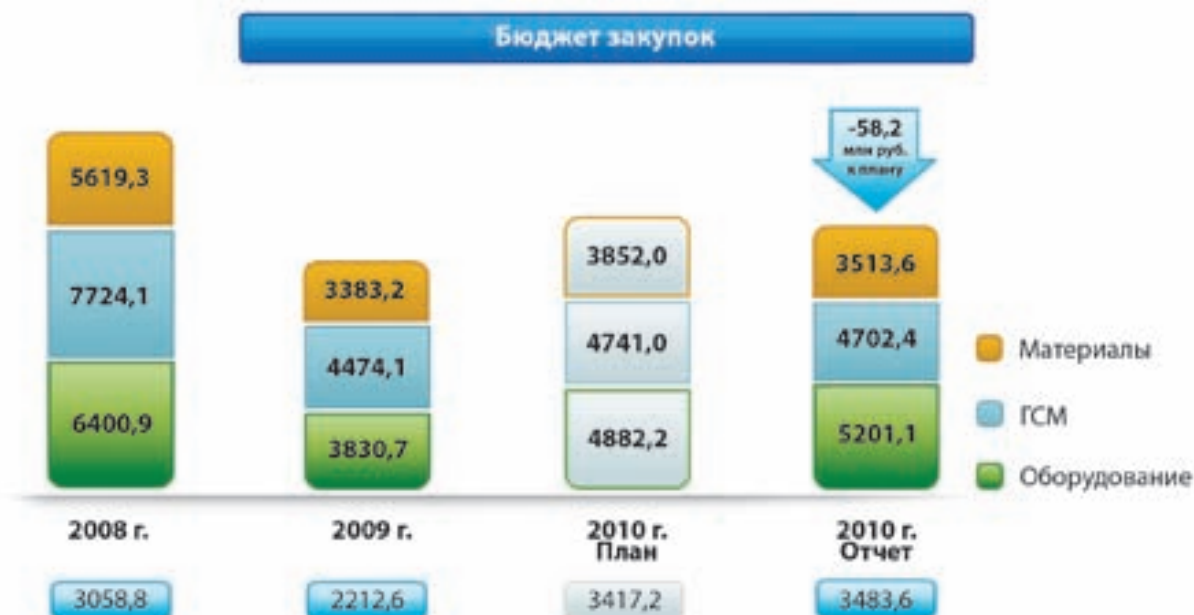 Бюджет закупок
-58,2
млн руб.
к плану
5619,3
7724,1
6400,9
3383,2
4474,1
3830,7
3852,0
4741,0
4882,2
3513,6
4702,4
5201,1
Материалы
ГСМ
Оборудование
2008 г.
2009 г.
2010 г.
План
2010 г.
Отчет
3058,8
2212,6
3417,2
3483,6